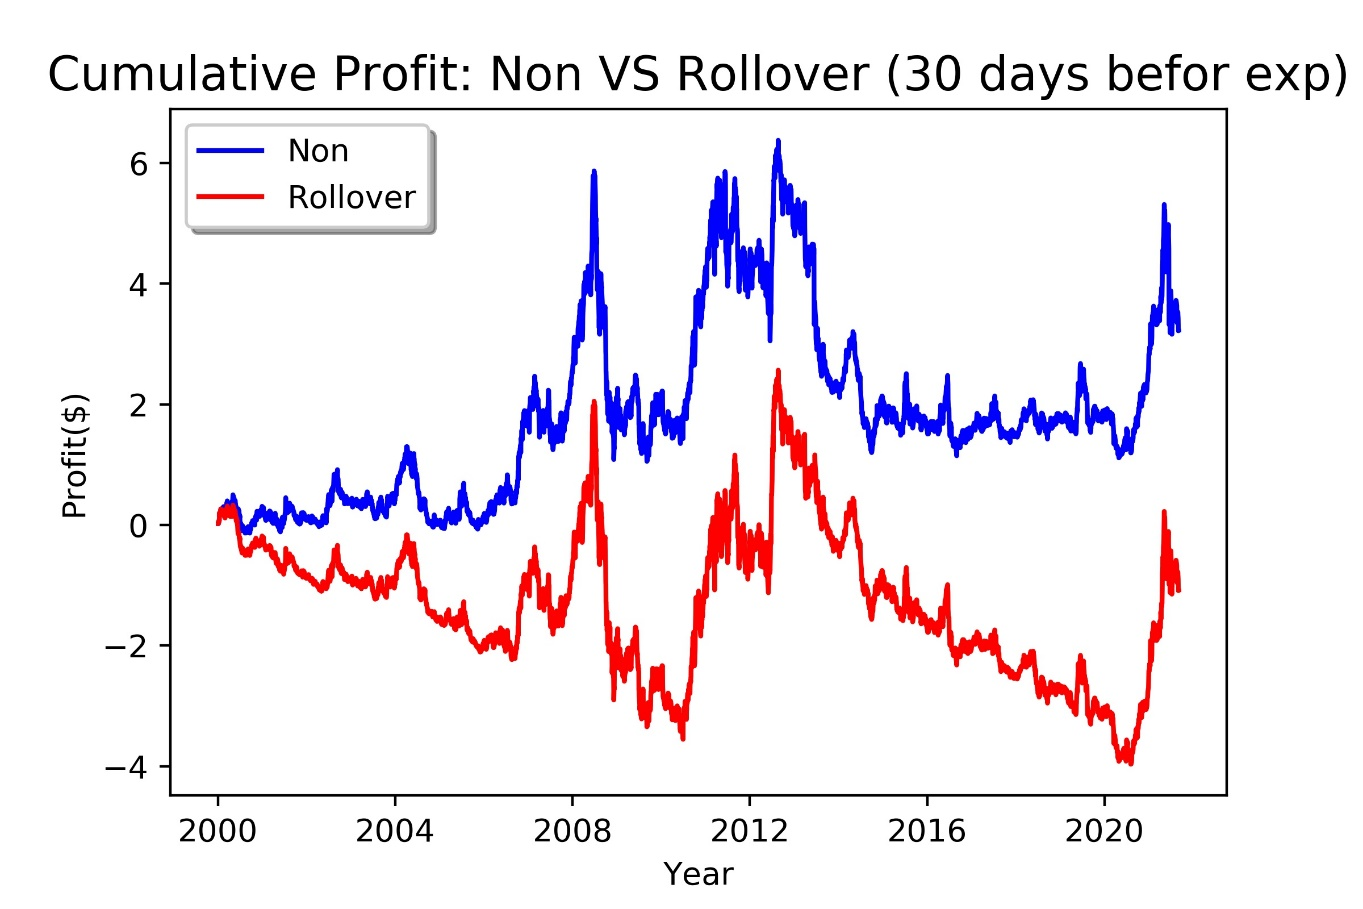 Cumulative Profit: Non VS Rollover (30 days befor exp)
Non
Rollover
6
4
2
0
−2
−4
Profit($)
2000 2004 2008 2012 2016 2020
Year